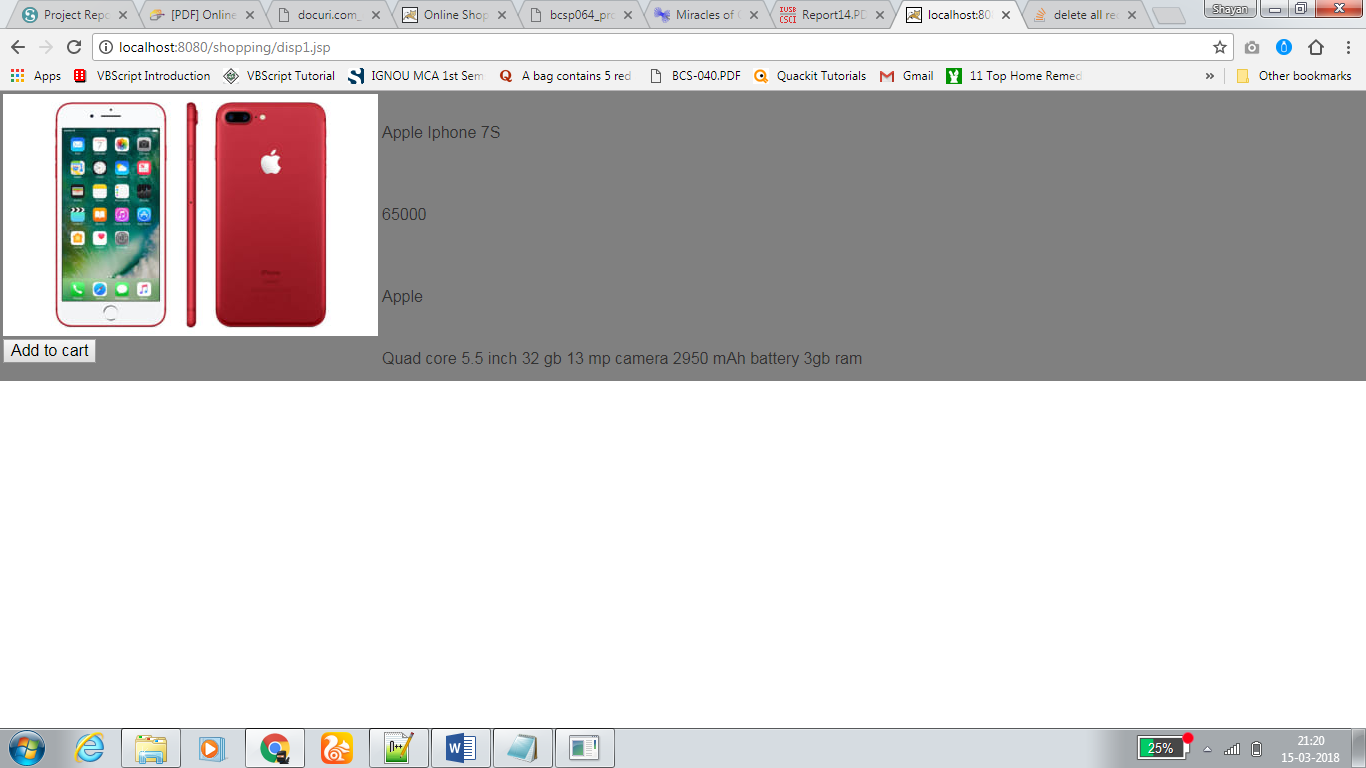 Project Repo
[PDF] Online
docuri.com_
Online Shop
bcsp064_pro
Miracles of
IUSB
CSCI
Report14.PD
localhost:80
delete all rec
Shayan
localhost:8080/shopping/disp1.jsp
Apps
VBScript Introduction
VBScript Tutorial
IGNOU MCA 1st Sem
A bag contains 5 red
BCS-040.PDF
Quackit Tutorials
Gmail
11 Top Home Remed
»
Other bookmarks
Apple Iphone 7S
65000
Apple
Add to cart
Quad core 5.5 inch 32 gb 13 mp camera 2950 mAh battery 3gb ram
25%
21:20
15-03-2018